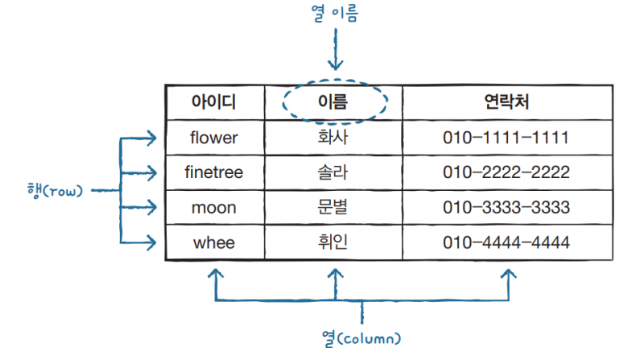 열 이름
아이디 이름 연락처
flower 화사 010-1111-1111
finetree 솔라 010-2222-2222
행(row)
moon 문별 010-3333-3333
whee 휘인 010-4444-4444
열(column)